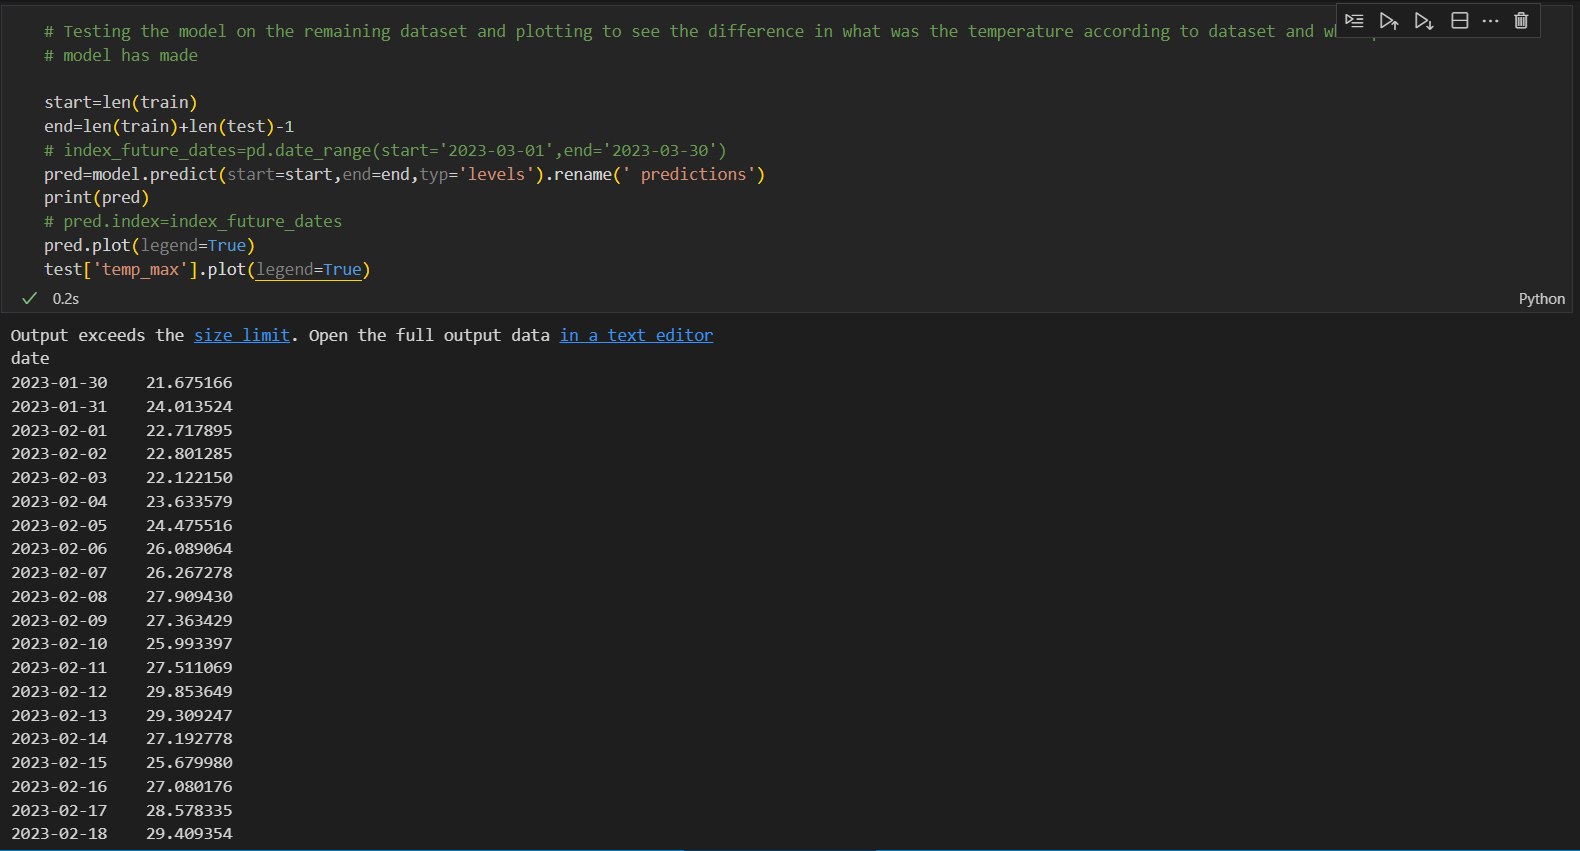 # Testing the model on the remaining dataset and plotting to see the difference in what was the temperature according to dataset and
# model has made
start=len(train)
end=len(train)+len(test)-1
# index_future_dates=pd.date_range(start='2023-03-01',end='2023-03-30')
pred=model.predict(start=start,end=end,typ='levels').rename(' predictions')
print(pred)
# pred.index=index_future_dates
pred.plot(legend=True)
test['temp_max'].plot(legend=True)
0.2s
Python
Output exceeds the size limit. Open the full output data in a text editor
date
2023-01-30    21.675166
2023-01-31    24.013524
2023-02-01    22.717895
2023-02-02    22.801285
2023-02-03    22.122150
2023-02-04    23.633579
2023-02-05    24.475516
2023-02-06    26.089064
2023-02-07    26.267278
2023-02-08    27.909430
2023-02-09    27.363429
2023-02-10    25.993397
2023-02-11    27.511069
2023-02-12    29.853649
2023-02-13    29.309247
2023-02-14    27.192778
2023-02-15    25.679980
2023-02-16    27.080176
2023-02-17    28.578335
2023-02-18    29.409354